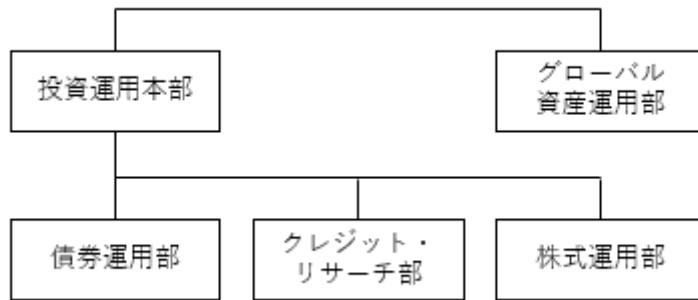 投資運用本部
グローバル
資産運用部
債券運用部
クレジット・
リサーチ部
株式運用部